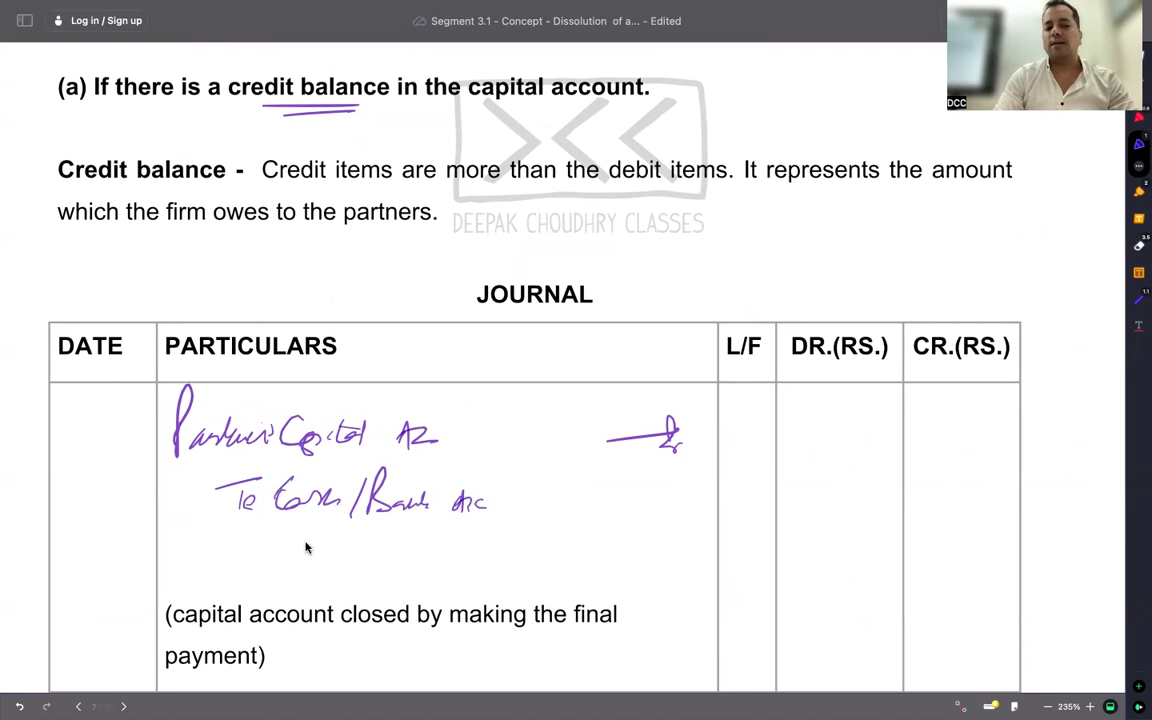 Log in / Sign up
Segment 3.1 - Concept - Dissolution of a... - Edited
DCC
(a) If there is a credit balance in the capital account.
Credit balance - Credit items are more than the debit items. It represents the amount
which the firm owes to the partners.
DEEPAK CHOUDHRY CLASSES
JOURNAL
DATE PARTICULARS L/F DR.(RS.) CR.(RS.)
Partner's Capital A/c Dr
To Cash/Bank A/c
(capital account closed by making the final
payment)
235%